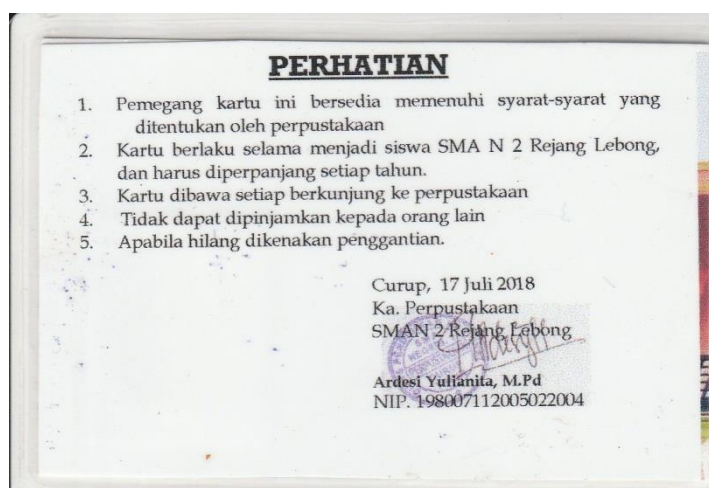 PERHATIAN
1. Pemegang kartu ini bersedia memenuhi syarat-syarat yang
ditentukan oleh perpustakaan
2. Kartu berlaku selama menjadi siswa SMA N 2 Rejang Lebong,
dan harus diperpanjang setiap tahun.
3. Kartu dibawa setiap berkunjung ke perpustakaan
4. Tidak dapat dipinjamkan kepada orang lain
5. Apabila hilang dikenakan penggantian.
Curup, 17 Juli 2018
Ka. Perpustakaan
SMAN 2 Rejang Lebong
Ardesi Yulianita, M.Pd
NIP. 198007112005022004